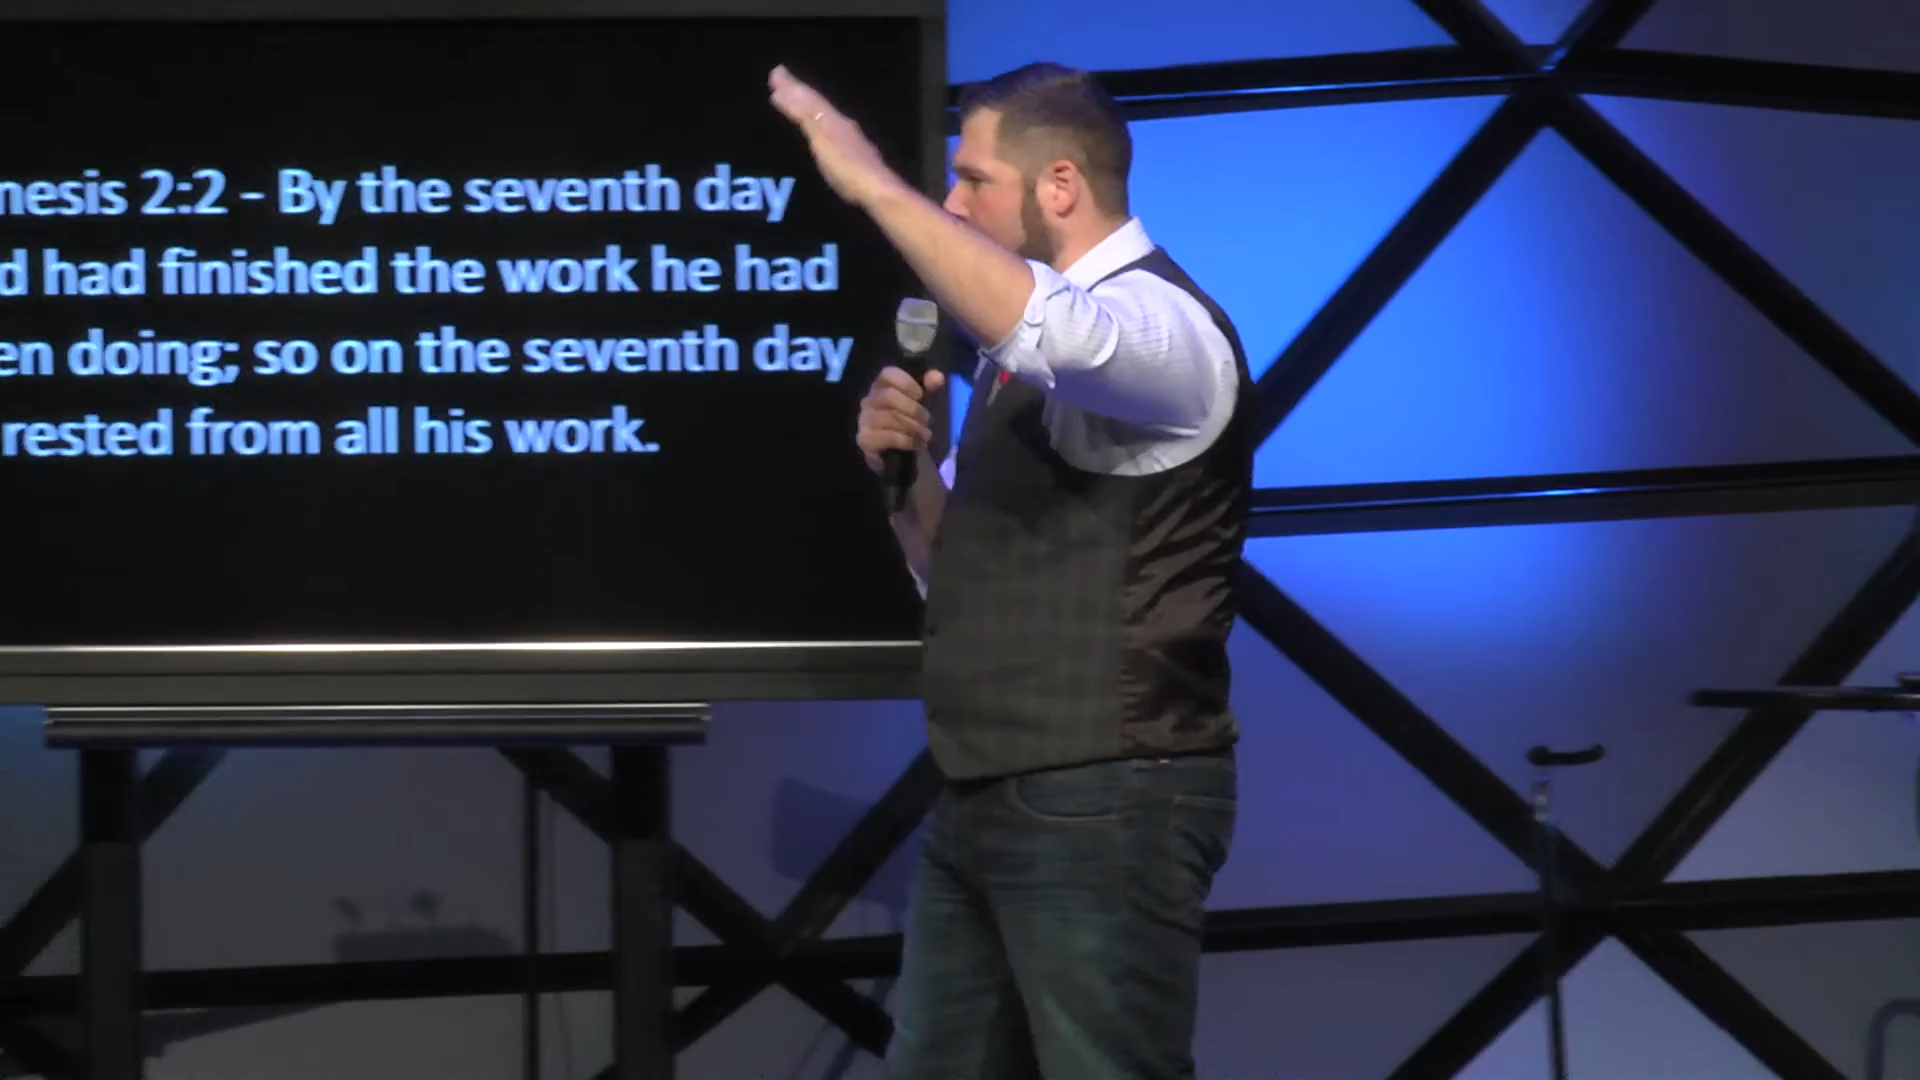 nesis 2:2 - By the seventh day
d had finished the work he had
en doing; so on the seventh day
rested from all his work.